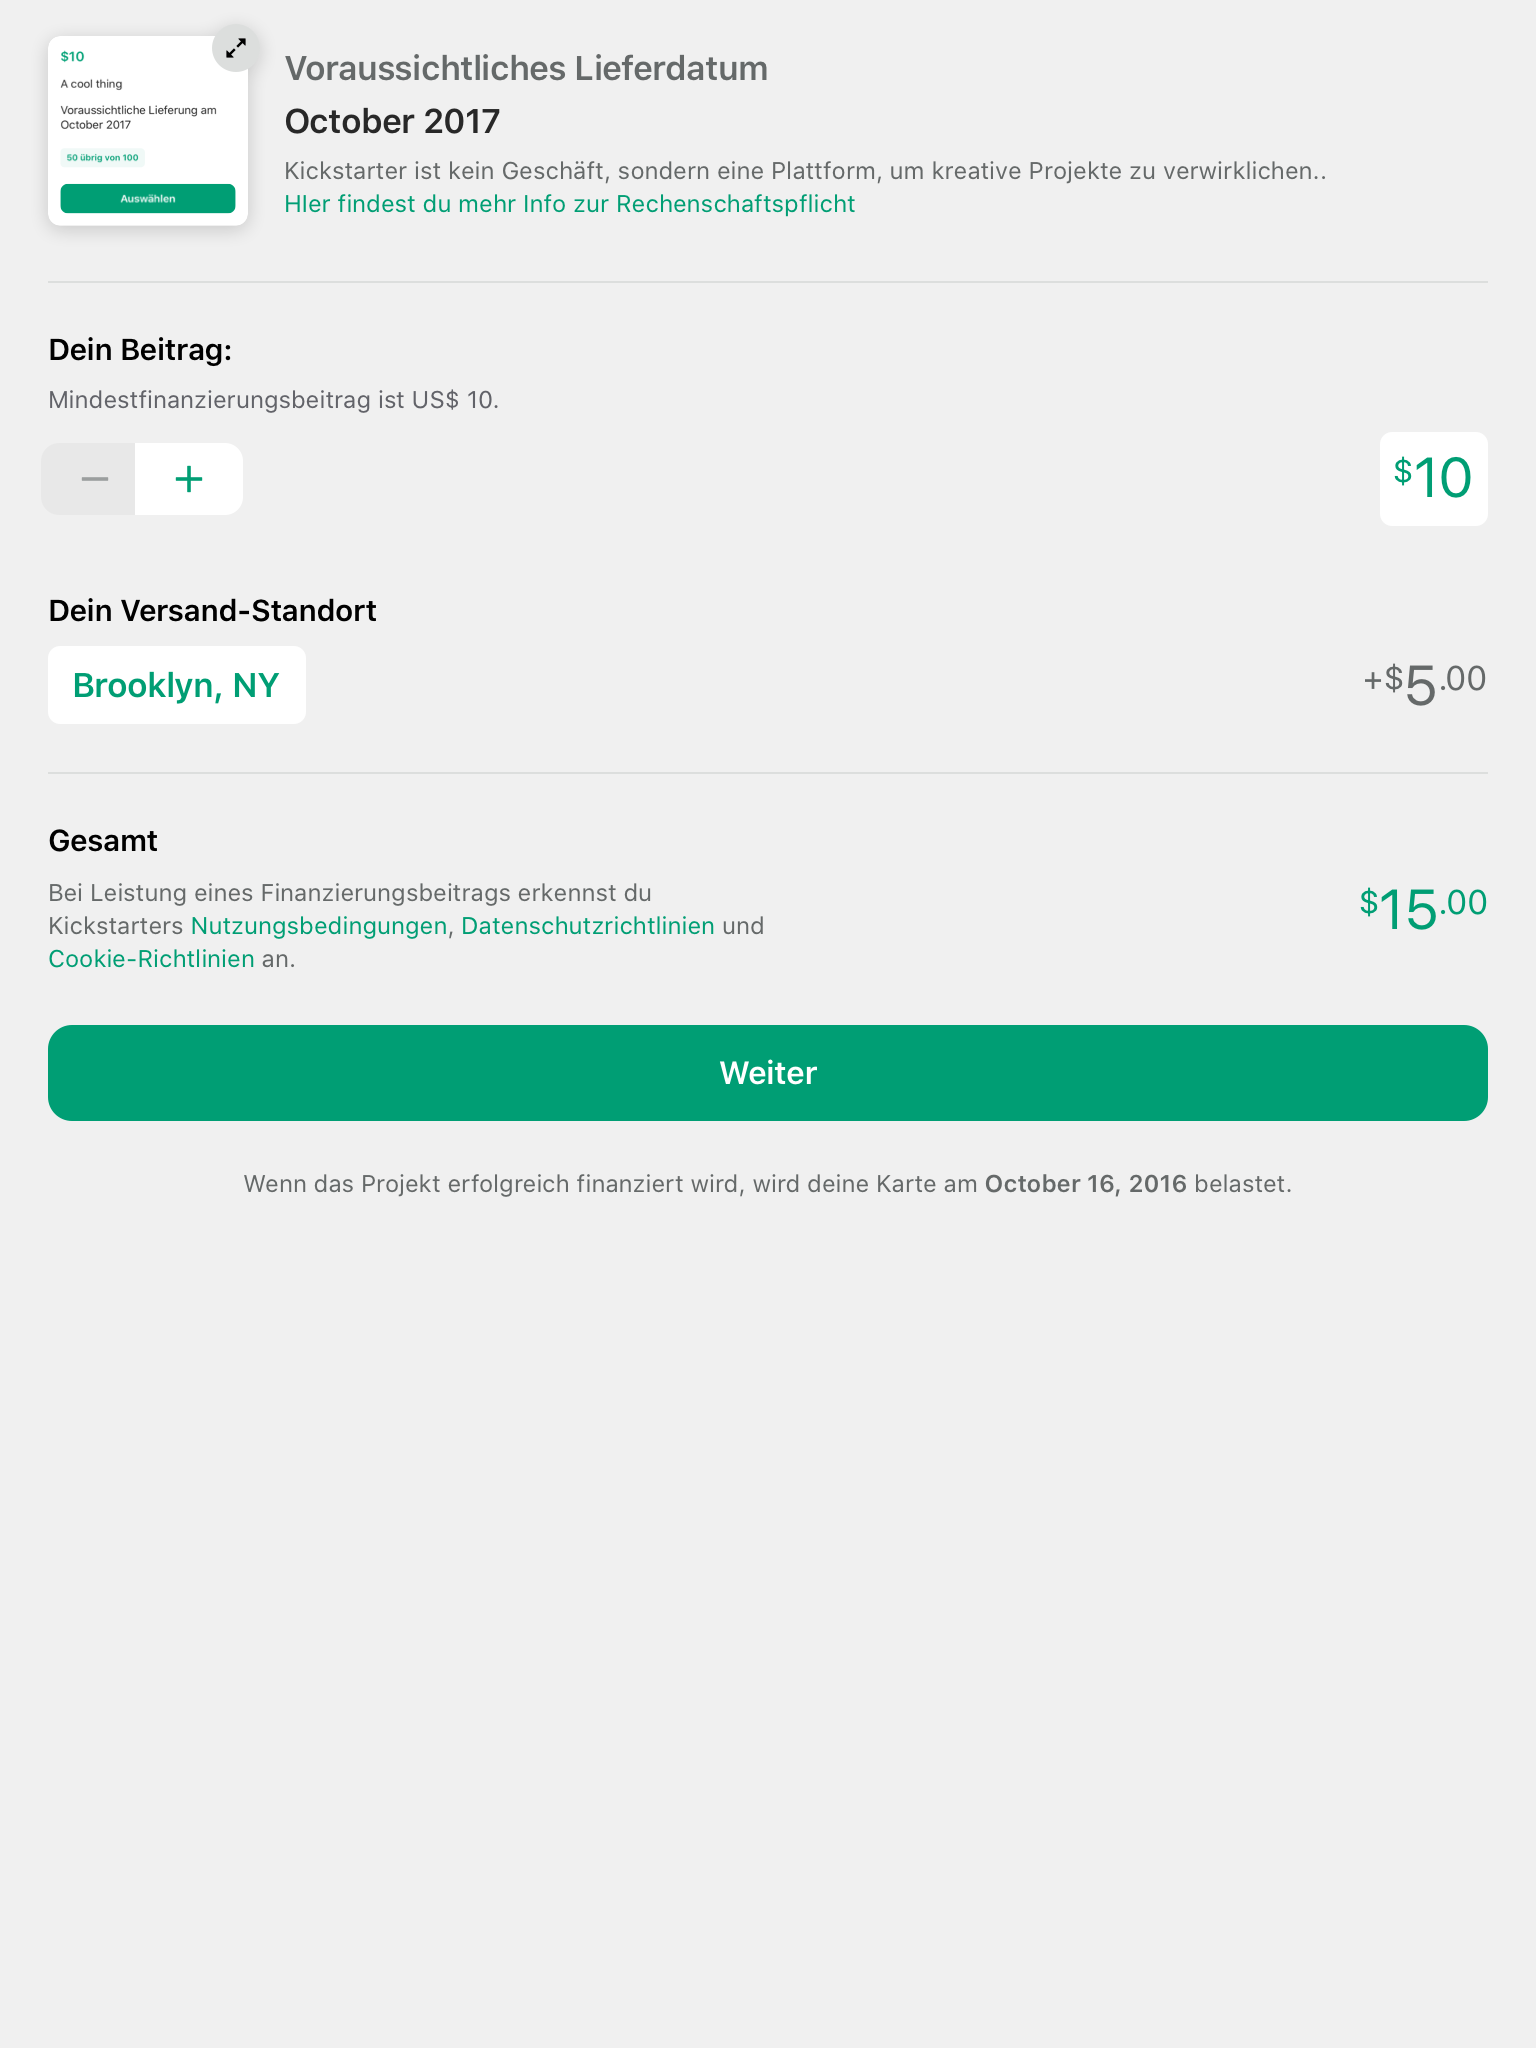 $10
A cool thing
Voraussichtliche Lieferung am
October 2017
50 übrig von 100
Auswählen
Voraussichtliches Lieferdatum
October 2017
Kickstarter ist kein Geschäft, sondern eine Plattform, um kreative Projekte zu verwirklichen..
HIer findest du mehr Info zur Rechenschaftspflicht
Dein Beitrag:
Mindestfinanzierungsbeitrag ist US$ 10.
$10
Dein Versand-Standort
Brooklyn, NY
+$5.00
Gesamt
Bei Leistung eines Finanzierungsbeitrags erkennst du
Kickstarters Nutzungsbedingungen, Datenschutzrichtlinien und
Cookie-Richtlinien an.
$15.00
Weiter
Wenn das Projekt erfolgreich finanziert wird, wird deine Karte am October 16, 2016 belastet.